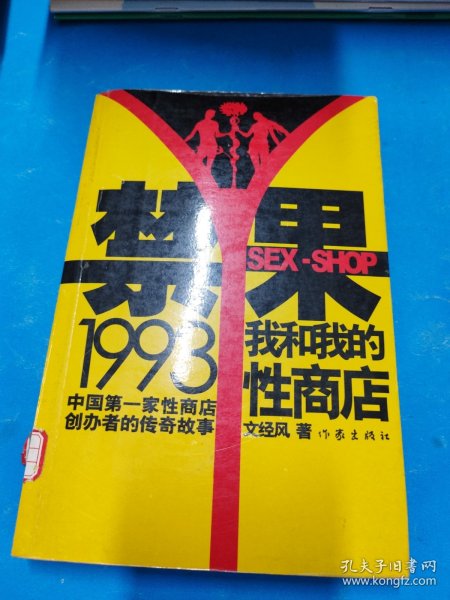 禁果
SEX-SHOP
1993
我和我的
性商店
中国第一家性商店
创办者的传奇故事
文经风 著 作家出版社
孔夫子旧书网
www.kongfz.com